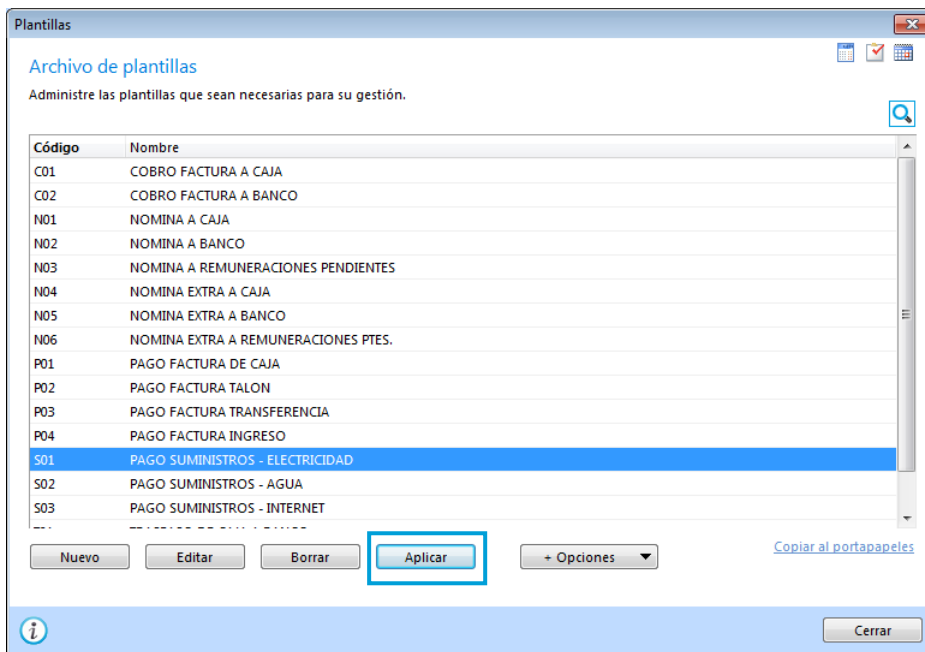 Plantillas
Archivo de plantillas
Administre las plantillas que sean necesarias para su gestión.
Código Nombre
C01 COBRO FACTURA A CAJA
C02 COBRO FACTURA A BANCO
N01 NOMINA A CAJA
N02 NOMINA A BANCO
N03 NOMINA A REMUNERACIONES PENDIENTES
N04 NOMINA EXTRA A CAJA
N05 NOMINA EXTRA A BANCO
N06 NOMINA EXTRA A REMUNERACIONES PTES.
P01 PAGO FACTURA DE CAJA
P02 PAGO FACTURA TALON
P03 PAGO FACTURA TRANSFERENCIA
P04 PAGO FACTURA INGRESO
S01 PAGO SUMINISTROS - ELECTRICIDAD
S02 PAGO SUMINISTROS - AGUA
S03 PAGO SUMINISTROS - INTERNET
Nuevo Editar Borrar Aplicar + Opciones Copiar al portapapeles
Cerrar